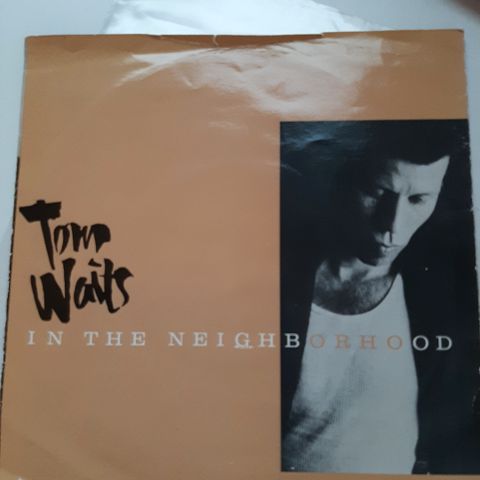 Tom
Waits
IN THE NEIGHBORHOOD